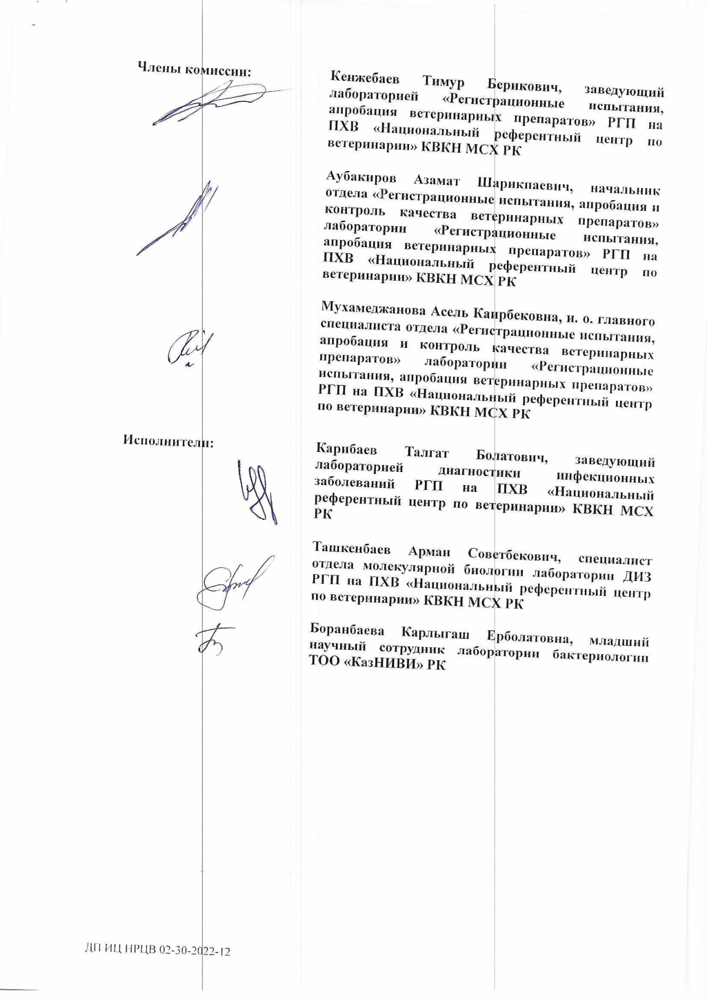 Члены комиссии:
Кенжебаев Тимур Берикович, заведующий
лабораторией «Регистрационные испытания,
апробация ветеринарных препаратов» РГП на
ПХВ «Национальный референтный центр по
ветеринарии» КВКН МСХ РК
Аубакиров Азамат Шарикпаевич, начальник
отдела «Регистрационные испытания, апробация и
контроль качества ветеринарных препаратов»
лаборатории «Регистрационные испытания,
апробация ветеринарных препаратов» РГП на
ПХВ «Национальный референтный центр по
ветеринарии» КВКН МСХ РК
Мухамеджанова Асель Каирбековна, и. о. главного
специалиста отдела «Регистрационные испытания,
апробация и контроль качества ветеринарных
препаратов» лаборатории «Регистрационные
испытания, апробация ветеринарных препаратов»
РГП на ПХВ «Национальный референтный центр
по ветеринарии» КВКН МСХ РК
Исполнители:
Карибаев Талгат Болатович, заведующий
лабораторией диагностики инфекционных
заболеваний РГП на ПХВ «Национальный
референтный центр по ветеринарии» КВКН МСХ
РК
Ташкенбаев Арман Советбекович, специалист
отдела молекулярной биологии лаборатории ДИЗ
РГП на ПХВ «Национальный референтный центр
по ветеринарии» КВКН МСХ РК
Боранбаева Карлыгаш Ерболатовна, младший
научный сотрудник лаборатории бактериологии
ТОО «КазНИВИ» РК
ДП ИЦ НРЦВ 02-30-2022-12